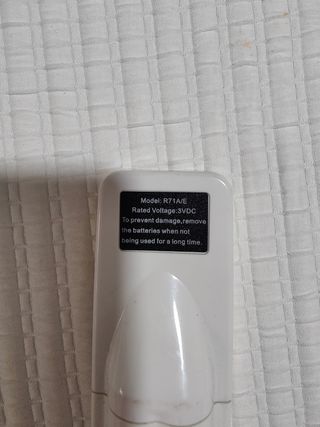 Model: R71A/E
Rated Voltage:3VDC
To prevent damage,remove
the batteries when not
being used for a long time.